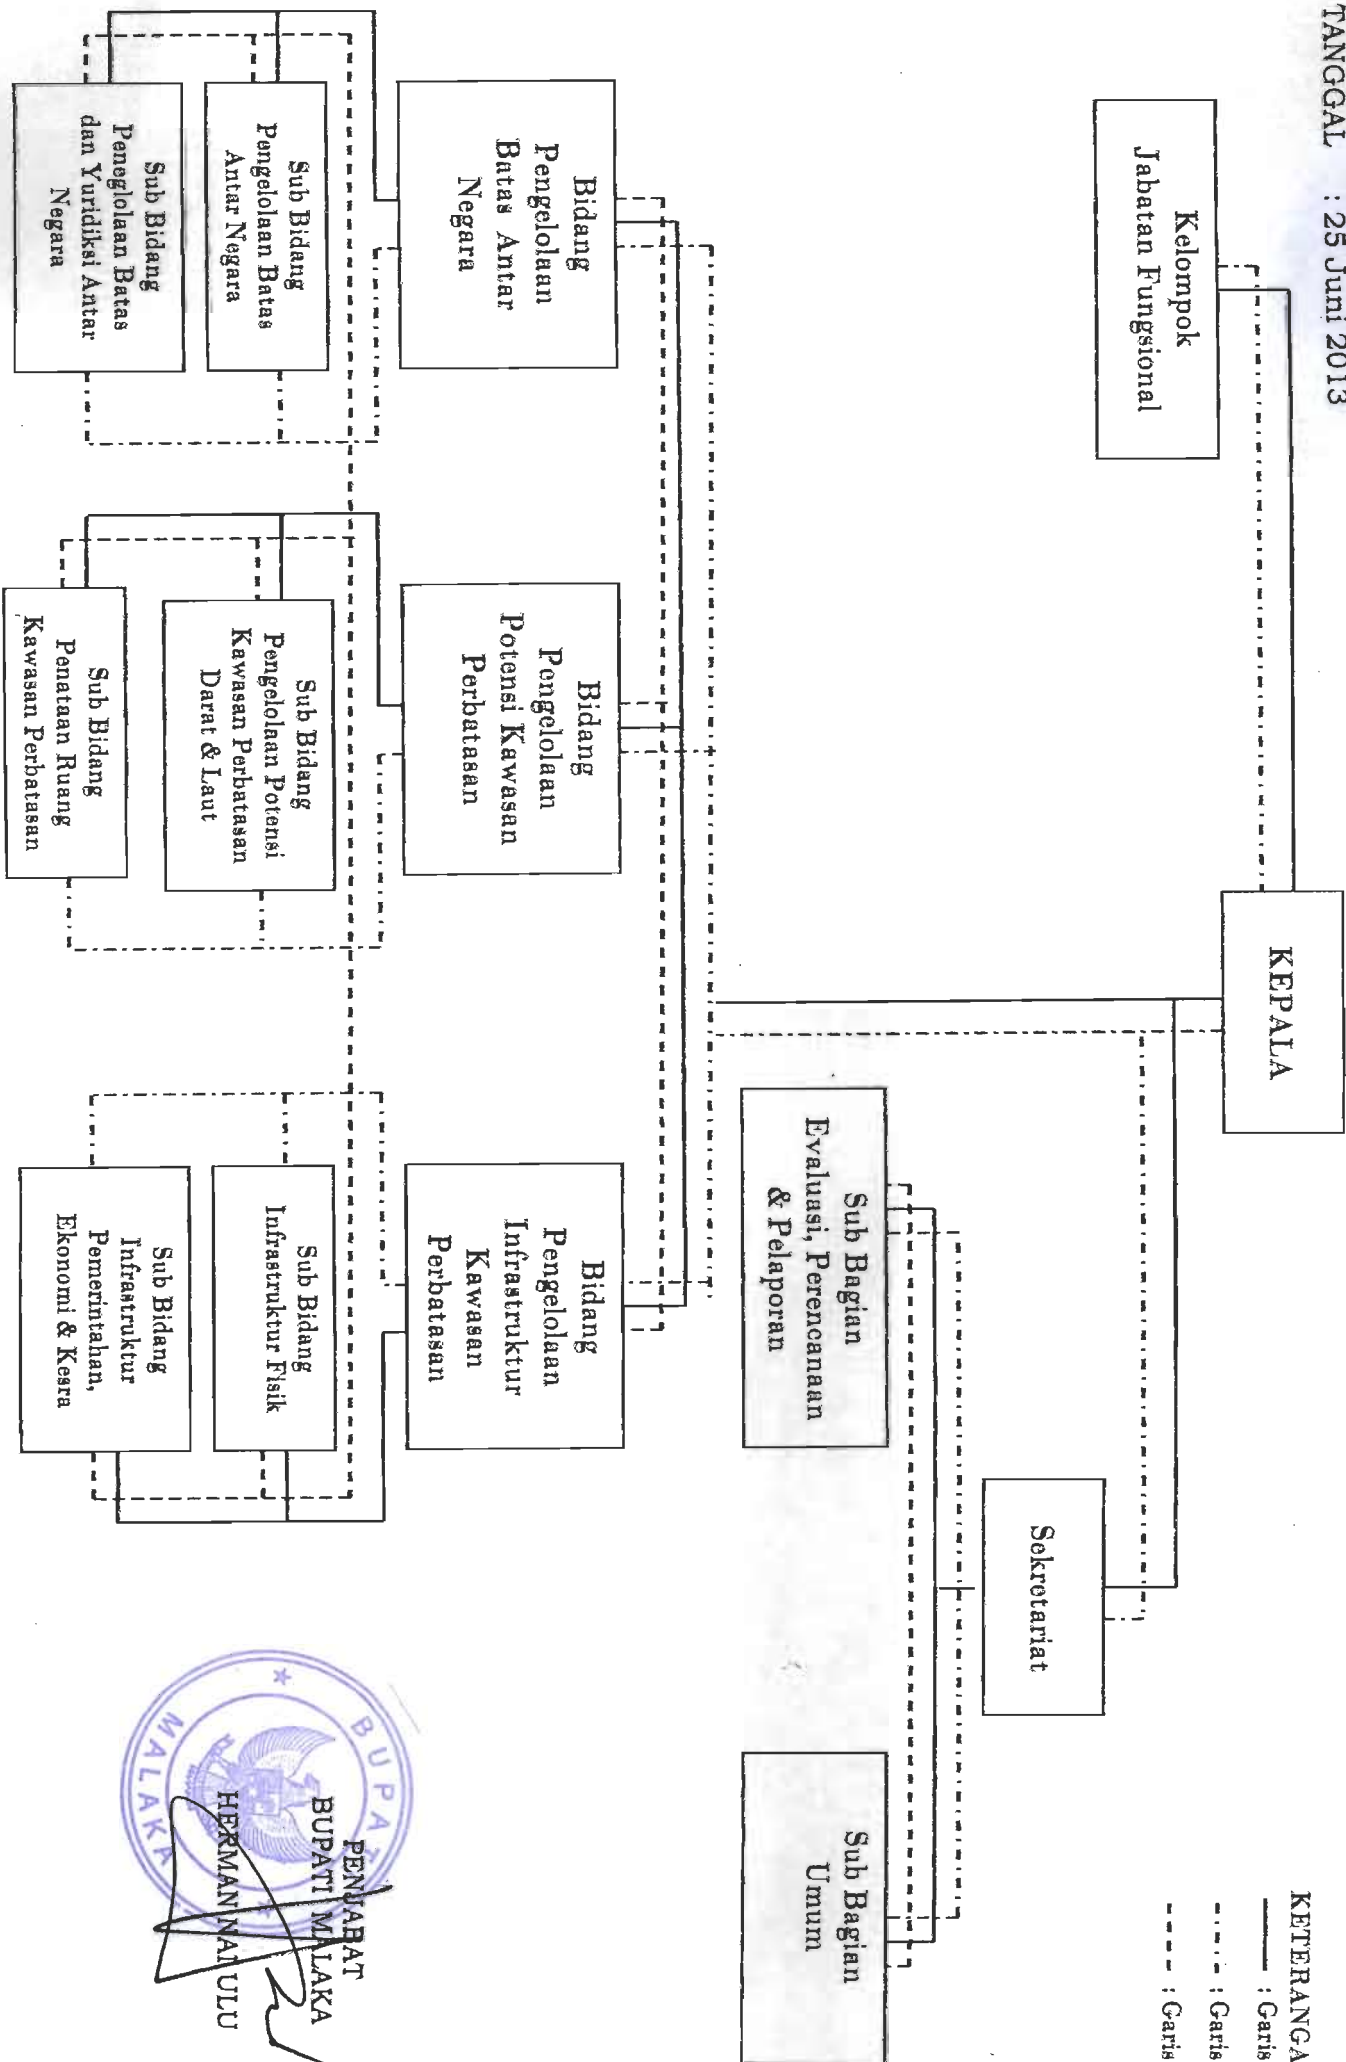 TANGGAL : 25 Juni 2013
KETERANGA
: Garis
: Garis
: Garis
KEPALA
Kelompok
Jabatan Fungsional
Sekretariat
Sub Bagian
Evaluasi, Perencanaan
& Pelaporan
Sub Bagian
Umum
Bidang
Pengelolaan
Batas Antar
Negara
Bidang
Pengelolaan
Potensi Kawasan
Perbatasan
Bidang
Pengelolaan
Infrastruktur
Kawasan
Perbatasan
Sub Bidang
Pengelolaan Batas
Antar Negara
Sub Bidang
Pengelolaan Potensi
Kawasan Perbatasan
Darat & Laut
Sub Bidang
Infrastruktur Fisik
Sub Bidang
Peneglolaan Batas
dan Yuridiksi Antar
Negara
Sub Bidang
Penataan Ruang
Kawasan Perbatasan
Sub Bidang
Infrastruktur
Pemerintahan,
Ekonomi & Kesra
PENJABAT
BUPATI MALAKA
HERMAN NAI ULU
BUPATI
MALAKA